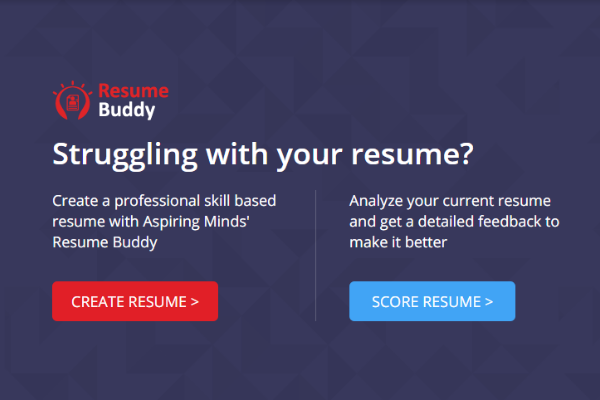 Resume
Buddy
Struggling with your resume?
Create a professional skill based
resume with Aspiring Minds'
Resume Buddy
CREATE RESUME >
Analyze your current resume
and get a detailed feedback to
make it better
SCORE RESUME >